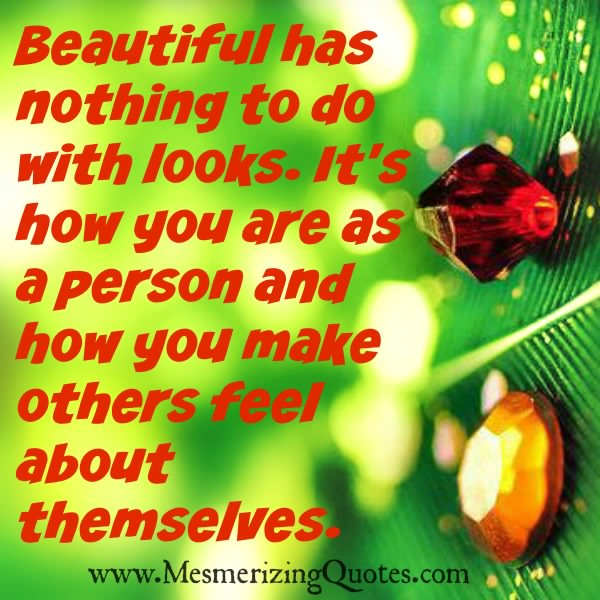 Beautiful has
nothing to do
with looks. It's
how you are as
a person and
how you make
others feel
about
themselves.
www.MesmerizingQuotes.com